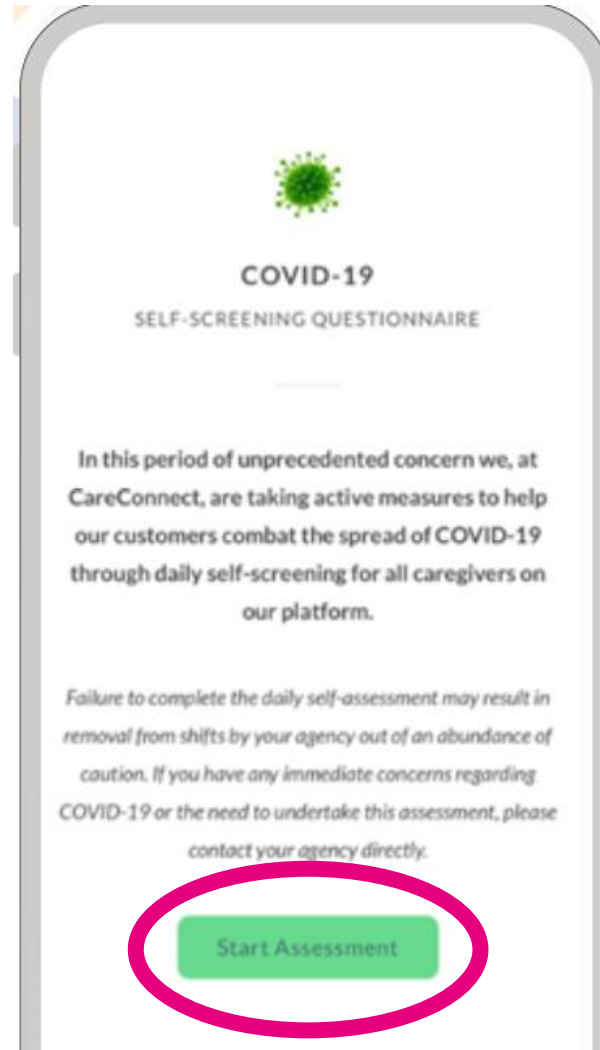 COVID-19
SELF-SCREENING QUESTIONNAIRE
In this period of unprecedented concern we, at
CareConnect, are taking active measures to help
our customers combat the spread of COVID-19
through daily self-screening for all caregivers on
our platform.
Failure to complete the daily self-assessment may result in
removal from shifts by your agency out of an abundance of
caution. If you have any immediate concerns regarding
COVID-19 or the need to undertake this assessment, please
contact your agency directly.
Start Assessment